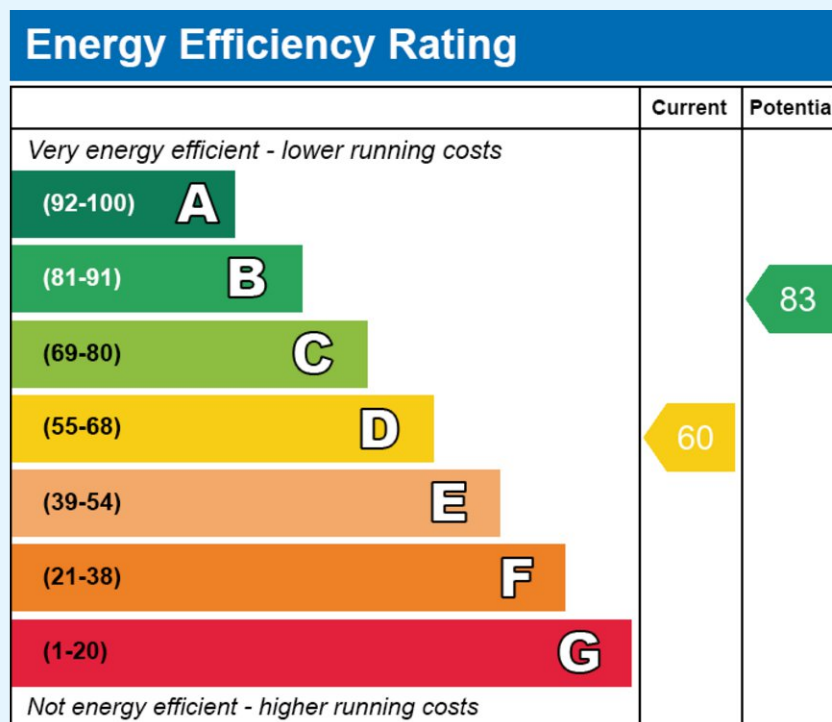 Energy Efficiency Rating
Current Potentia
Very energy efficient - lower running costs
(92-100) A
(81-91) B
83
(69-80) C
(55-68) D
60
(39-54) E
(21-38) F
(1-20) G
Not energy efficient - higher running costs